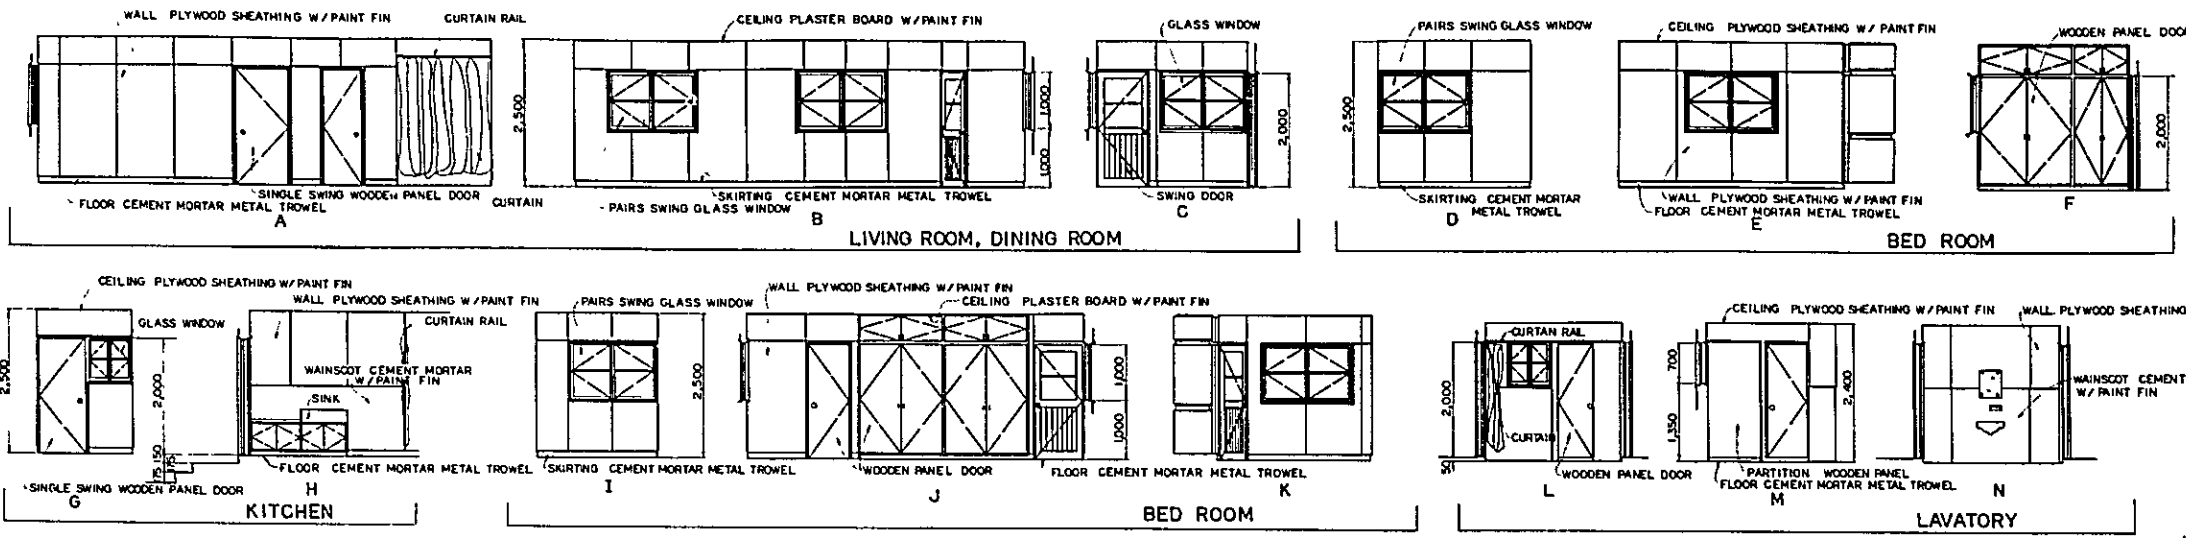 WALL PLYWOOD SHEATHING W/PAINT FIN
CURTAIN RAIL
CEILING PLASTER BOARD W/PAINT FIN
GLASS WINDOW
PAIRS SWING GLASS WINDOW
CEILING PLYWOOD SHEATHING W/PAINT FIN
WOODEN PANEL DOOR
2,500
1,000
1,000
2,000
2,500
2,000
SINGLE SWING WOODEN PANEL DOOR
FLOOR CEMENT MORTAR METAL TROWEL
CURTAIN
SKIRTING CEMENT MORTAR METAL TROWEL
PAIRS SWING GLASS WINDOW
SWING DOOR
SKIRTING CEMENT MORTAR
METAL TROWEL
WALL PLYWOOD SHEATHING W/PAINT FIN
FLOOR CEMENT MORTAR METAL TROWEL
A
B
C
D
E
F
LIVING ROOM, DINING ROOM
BED ROOM
CEILING PLYWOOD SHEATHING W/PAINT FIN
GLASS WINDOW
WALL PLYWOOD SHEATHING W/PAINT FIN
CURTAIN RAIL
WAINSCOT CEMENT MORTAR
W/PAINT FIN
SINK
2,500
2,000
150
175
175
FLOOR CEMENT MORTAR METAL TROWEL
SINGLE SWING WOODEN PANEL DOOR
G
H
KITCHEN
PAIRS SWING GLASS WINDOW
WALL PLYWOOD SHEATHING W/PAINT FIN
CEILING PLASTER BOARD W/PAINT FIN
2,500
1,000
1,000
SKIRTING CEMENT MORTAR METAL TROWEL
WOODEN PANEL DOOR
FLOOR CEMENT MORTAR METAL TROWEL
I
J
K
BED ROOM
CURTAN RAIL
CEILING PLYWOOD SHEATHING W/PAINT FIN
WALL PLYWOOD SHEATHING
2,000
50
700
1,350
2,400
CURTAIN
WAINSCOT CEMENT
W/PAINT FIN
WOODEN PANEL DOOR
PARTITION WOODEN PANEL
FLOOR CEMENT MORTAR METAL TROWEL
L
M
N
LAVATORY